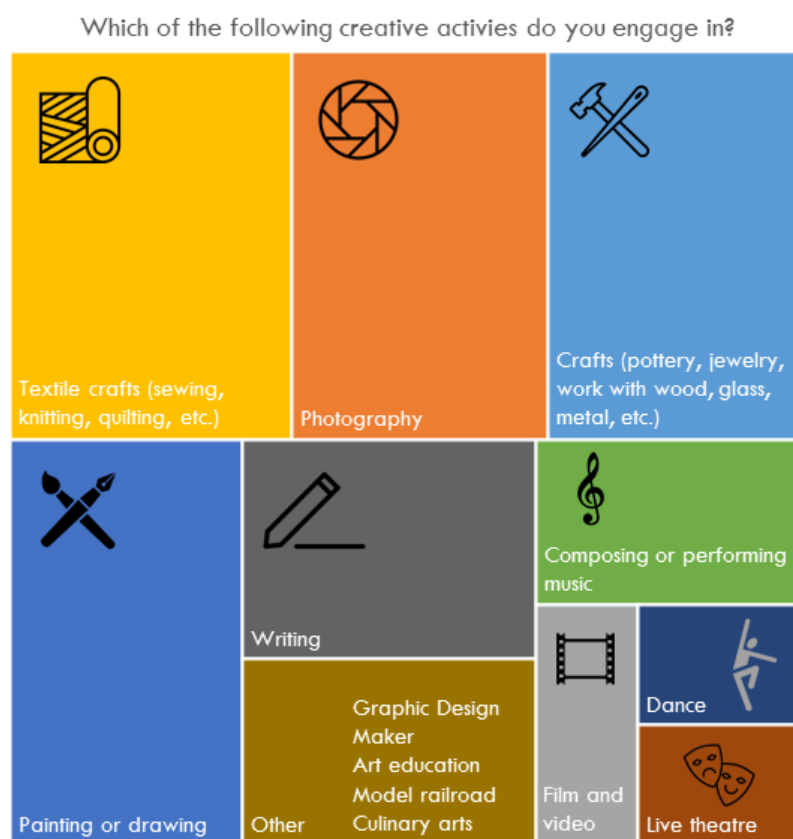 Which of the following creative activies do you engage in?
Textile crafts (sewing,
knitting, quilting, etc.)
Photography
Crafts (pottery, jewelry,
work with wood, glass,
metal, etc.)
Painting or drawing
Writing
Other
Graphic Design
Maker
Art education
Model railroad
Culinary arts
Composing or performing
music
Film and
video
Dance
Live theatre